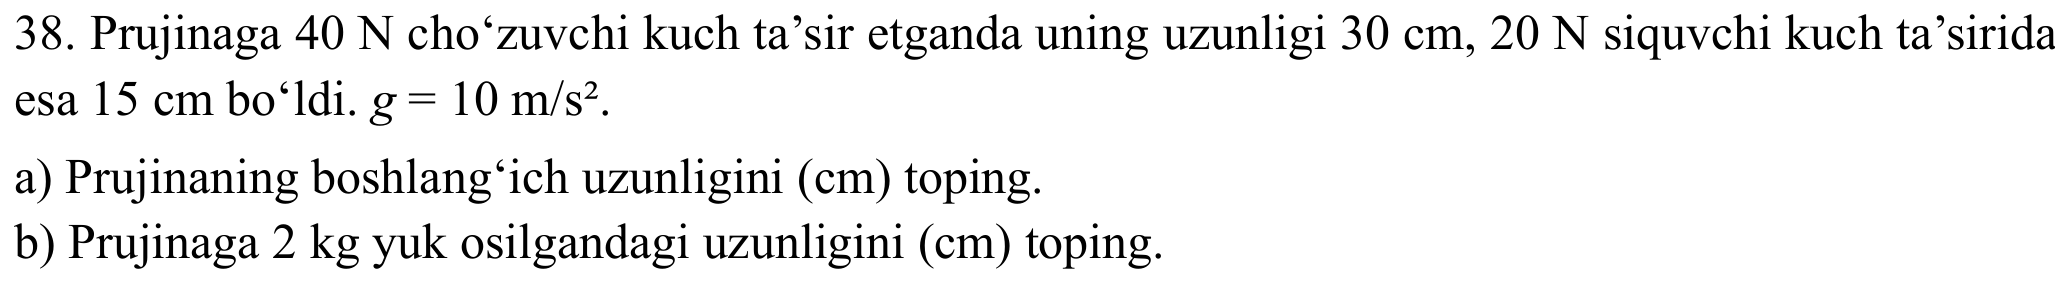 38. Prujinaga 40 N cho‘zuvchi kuch ta’sir etganda uning uzunligi 30 cm, 20 N siquvchi kuch ta’sirida
esa 15 cm bo‘ldi. g = 10 m/s².
a) Prujinaning boshlang‘ich uzunligini (cm) toping.
b) Prujinaga 2 kg yuk osilgandagi uzunligini (cm) toping.